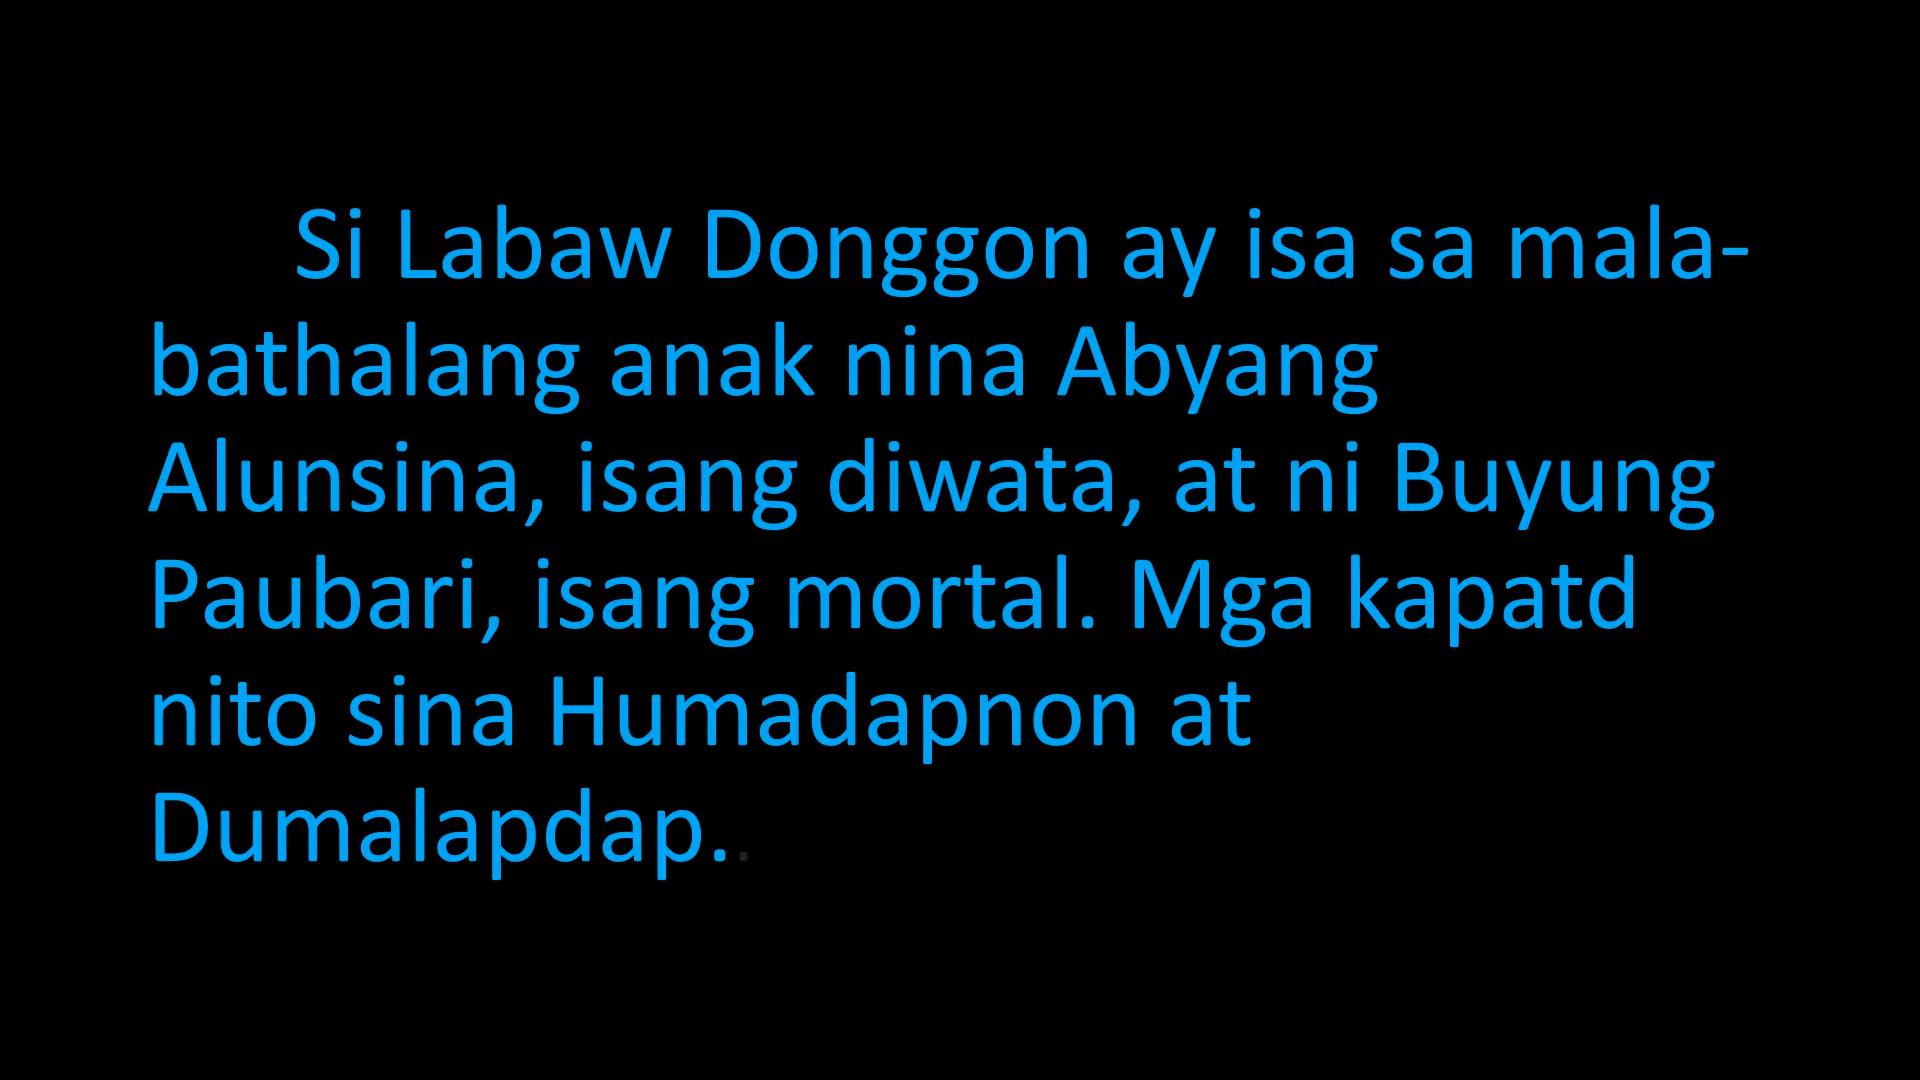 Si Labaw Donggon ay isa sa mala-
bathalang anak nina Abyang
Alunsina, isang diwata, at ni Buyung
Paubari, isang mortal. Mga kapatd
nito sina Humadapnon at
Dumalapdap..